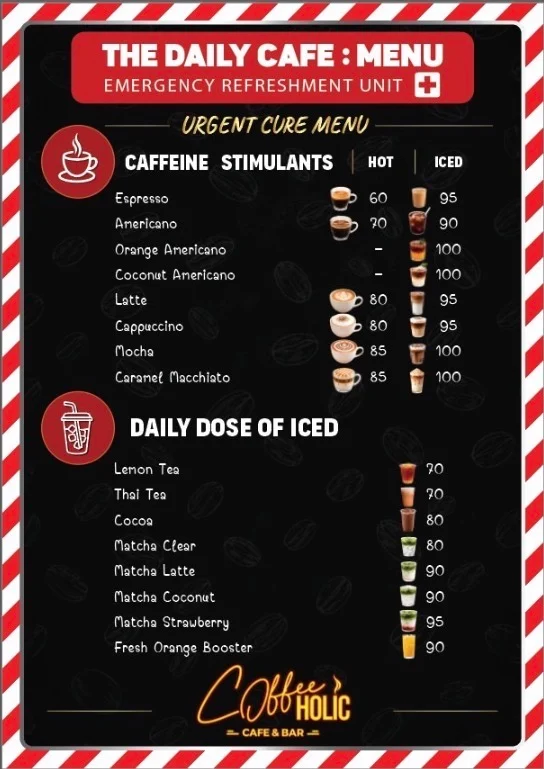 THE DAILY CAFE : MENU
EMERGENCY REFRESHMENT UNIT
URGENT CURE MENU
CAFFEINE STIMULANTS HOT ICED
Espresso 60 95
Americano 70 90
Orange Americano - 100
Coconut Americano - 100
Latte 80 95
Cappuccino 80 95
Mocha 85 100
Caramel Macchiato 85 100
DAILY DOSE OF ICED
Lemon Tea 70
Thai Tea 70
Cocoa 80
Matcha Clear 80
Matcha Latte 90
Matcha Coconut 90
Matcha Strawberry 95
Fresh Orange Booster 90
Coffee HOLIC
CAFE & BAR